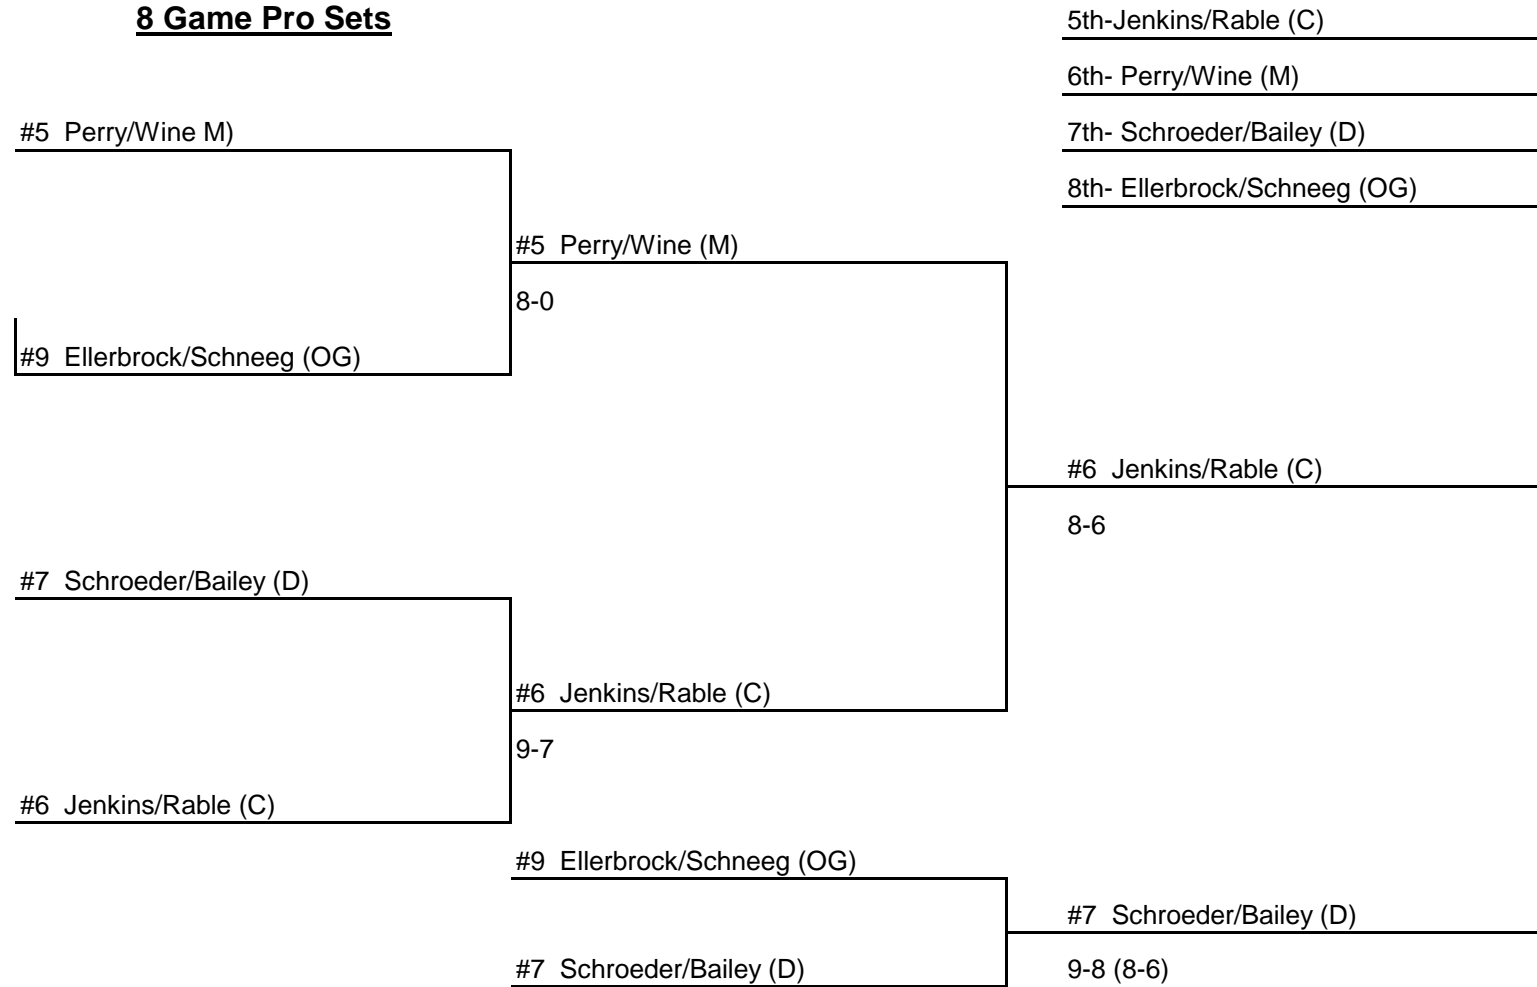 8 Game Pro Sets
5th-Jenkins/Rable (C)
6th- Perry/Wine (M)
#5 Perry/Wine M)
7th- Schroeder/Bailey (D)
8th- Ellerbrock/Schneeg (OG)
#5 Perry/Wine (M)
8-0
#9 Ellerbrock/Schneeg (OG)
#6 Jenkins/Rable (C)
8-6
#7 Schroeder/Bailey (D)
#6 Jenkins/Rable (C)
9-7
#6 Jenkins/Rable (C)
#9 Ellerbrock/Schneeg (OG)
#7 Schroeder/Bailey (D)
#7 Schroeder/Bailey (D)
9-8 (8-6)